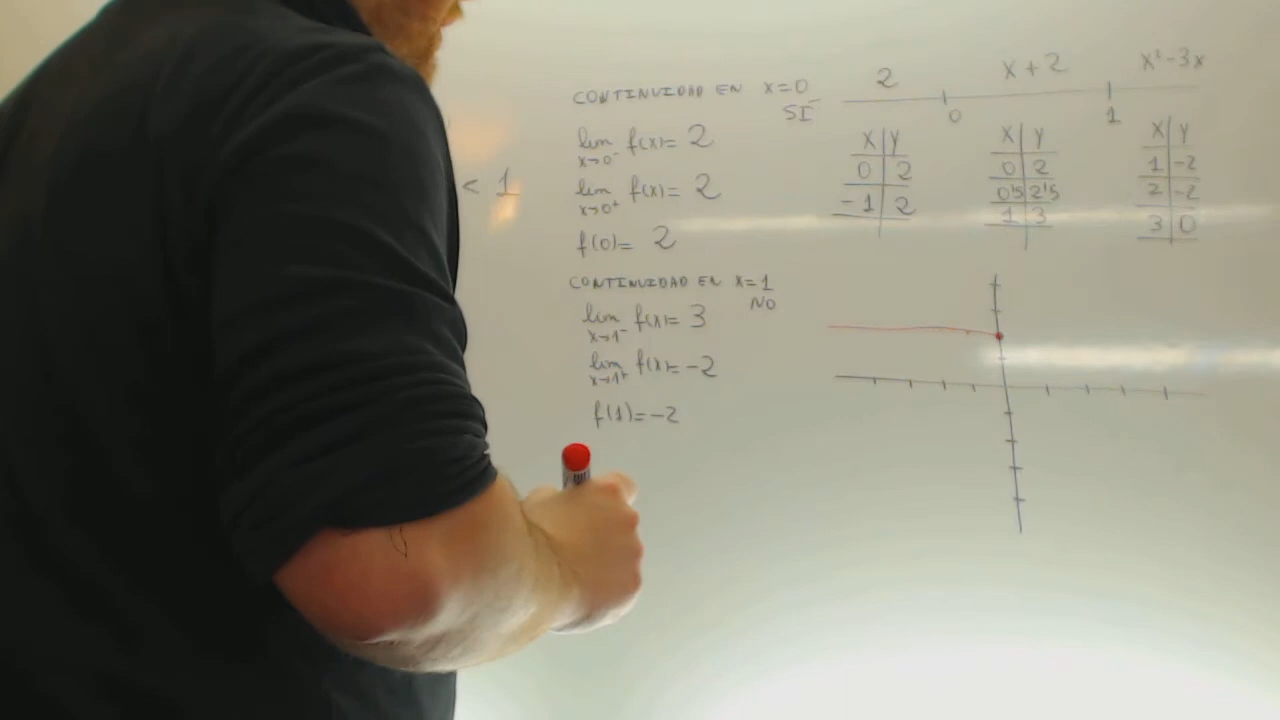 < 1
CONTINUIDAD EN x=0
SÍ
lim f(x)= 2
x→0⁻
lim f(x)= 2
x→0⁺
f(0)= 2
CONTINUIDAD EN x=1
NO
lim f(x)= 3
x→1⁻
lim f(x)= -2
x→1⁺
f(1)=-2
2 x+2 x²-3x
0 1
x y
0 2
-1 2
x y
0 2
0'5 2'5
1 3
x y
1 -2
2 -2
3 0